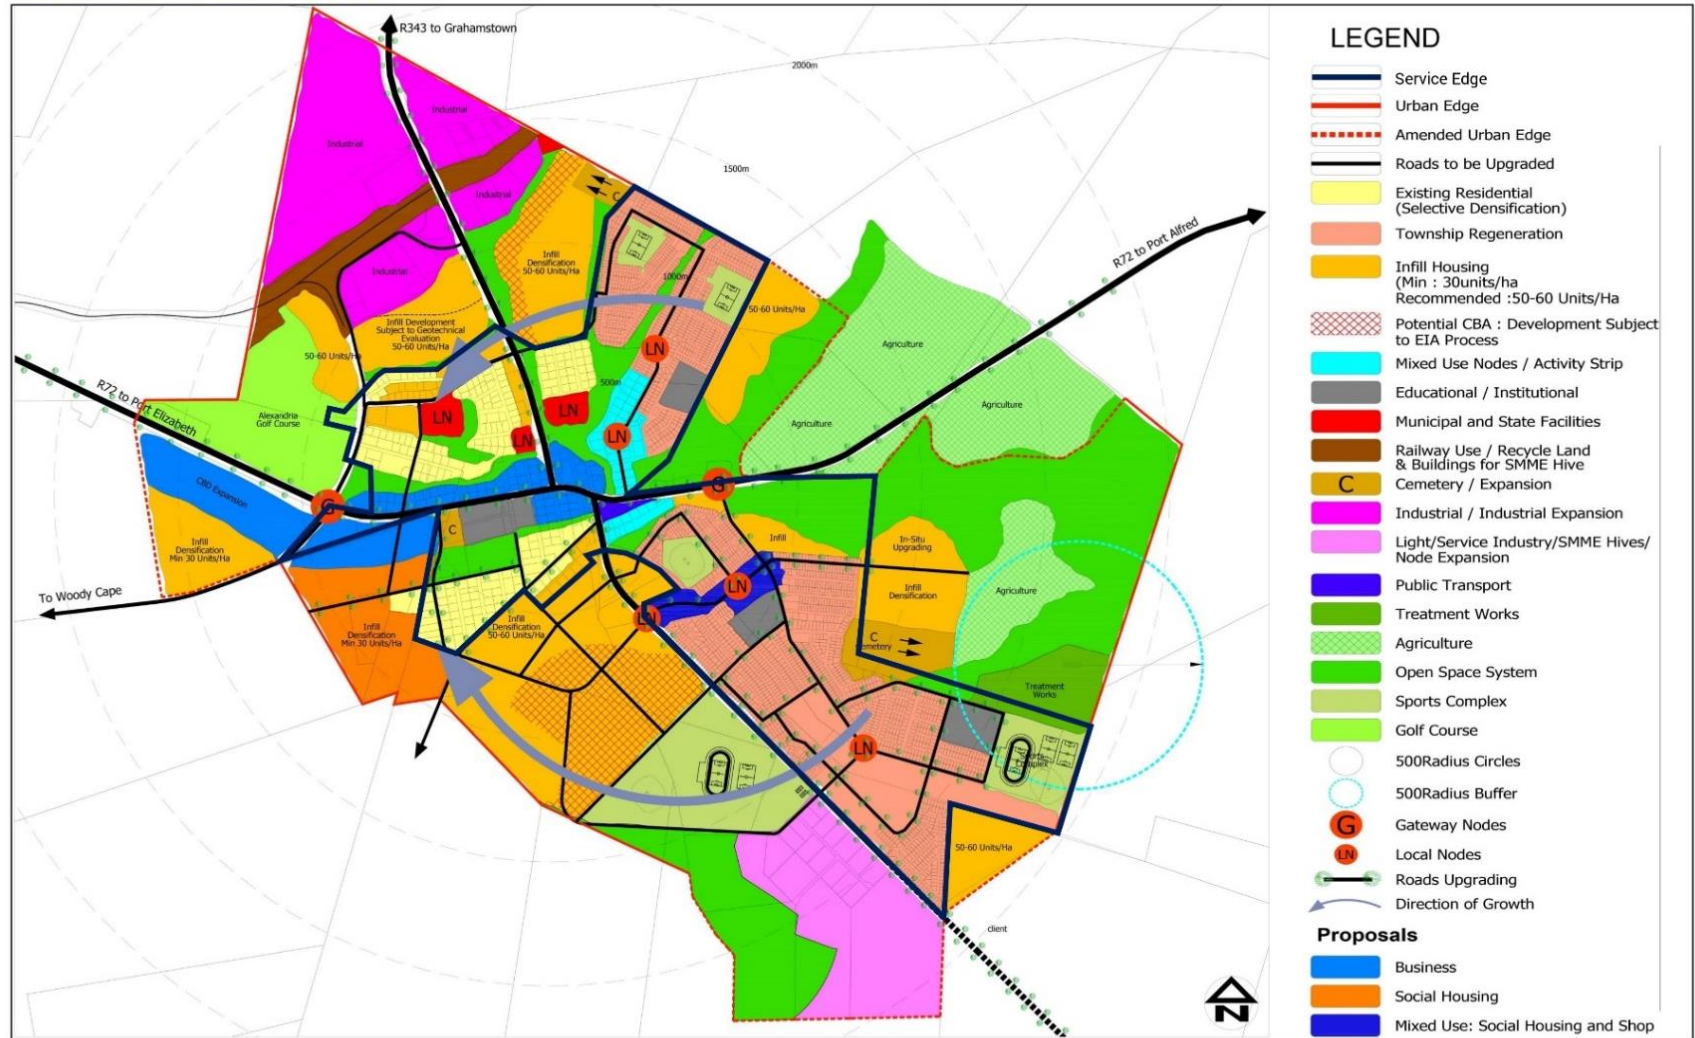 R343 to Grahamstown
2000m
Industrial
1500m
Industrial
Industrial
C
R72 to Port Alfred
Infill
Densification
50-60 Units/Ha
Industrial
1000m
50-60 Units/Ha
Infill Development
Subject to Geotechnical
Evaluation
50-60 Units/Ha
Agriculture
LN
50-60 Units/Ha
500m
R72 to Port Elizabeth
Agriculture
Alexandria
Golf Course
LN
LN
Agriculture
LN
LN
CBD Expansion
G
G
C
Infill
Densification
Min 30 Units/Ha
Infill
In-Situ
Upgrading
To Woody Cape
LN
Infill
Densification
Agriculture
LN
Infill
Densification
Min 30 Units/Ha
Infill
Densification
50-60 Units/Ha
C
emetery
Treatment
Works
LN
Sports
Complex
50-60 Units/Ha
client
N
LEGEND
Service Edge
Urban Edge
Amended Urban Edge
Roads to be Upgraded
Existing Residential
(Selective Densification)
Township Regeneration
Infill Housing
(Min : 30units/ha
Recommended :50-60 Units/Ha
Potential CBA : Development Subject
to EIA Process
Mixed Use Nodes / Activity Strip
Educational / Institutional
Municipal and State Facilities
Railway Use / Recycle Land
& Buildings for SMME Hive
C Cemetery / Expansion
Industrial / Industrial Expansion
Light/Service Industry/SMME Hives/
Node Expansion
Public Transport
Treatment Works
Agriculture
Open Space System
Sports Complex
Golf Course
500Radius Circles
500Radius Buffer
G Gateway Nodes
LN Local Nodes
Roads Upgrading
Direction of Growth
Proposals
Business
Social Housing
Mixed Use: Social Housing and Shop